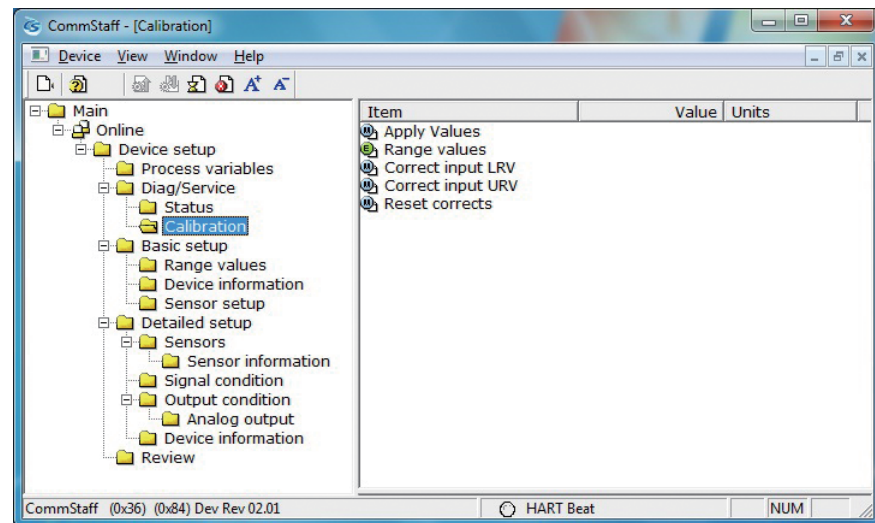 CommStaff - [Calibration]
Device View Window Help
Main
Online
Device setup
Process variables
Diag/Service
Status
Calibration
Basic setup
Range values
Device information
Sensor setup
Detailed setup
Sensors
Sensor information
Signal condition
Output condition
Analog output
Device information
Review
Item Value Units
Apply Values
Range values
Correct input LRV
Correct input URV
Reset corrects
CommStaff (0x36) (0x84) Dev Rev 02.01 HART Beat NUM